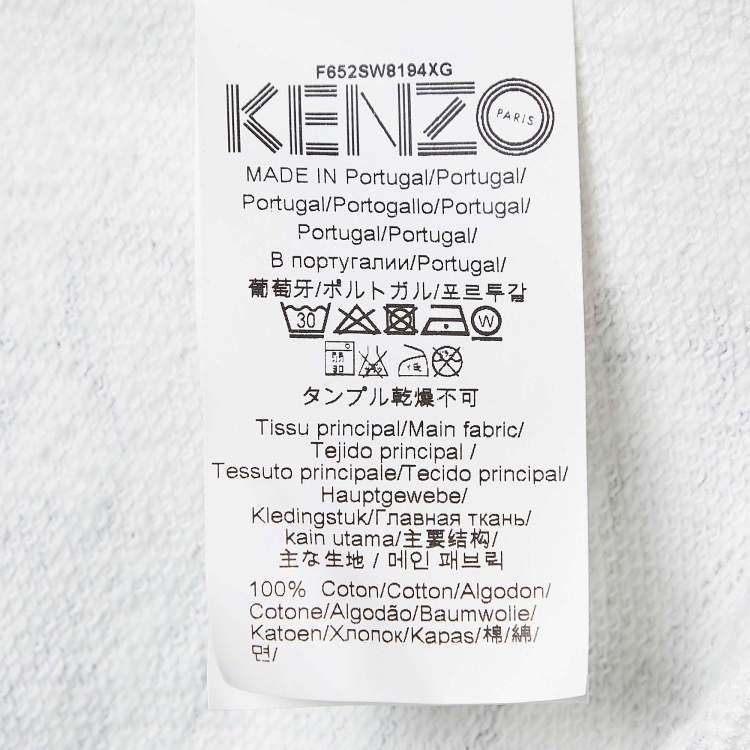 F652SW8194XG
KENZO PARIS
MADE IN Portugal/Portugal/
Portugal/Portogallo/Portugal/
Portugal/Portugal/
В португалии/Portugal/
葡萄牙/ポルトガル/포르투갈
30 W
弱 40
中
タンブル乾燥不可
Tissu principal/Main fabric/
Tejido principal /
Tessuto principale/Tecido principal/
Hauptgewebe/
Kledingstuk/Главная ткань/
kain utama/主要结构/
主な生地 / 메인 패브릭
100% Coton/Cotton/Algodon/
Cotone/Algodão/Baumwolle/
Katoen/Хлопок/Kapas/棉/綿/
면/